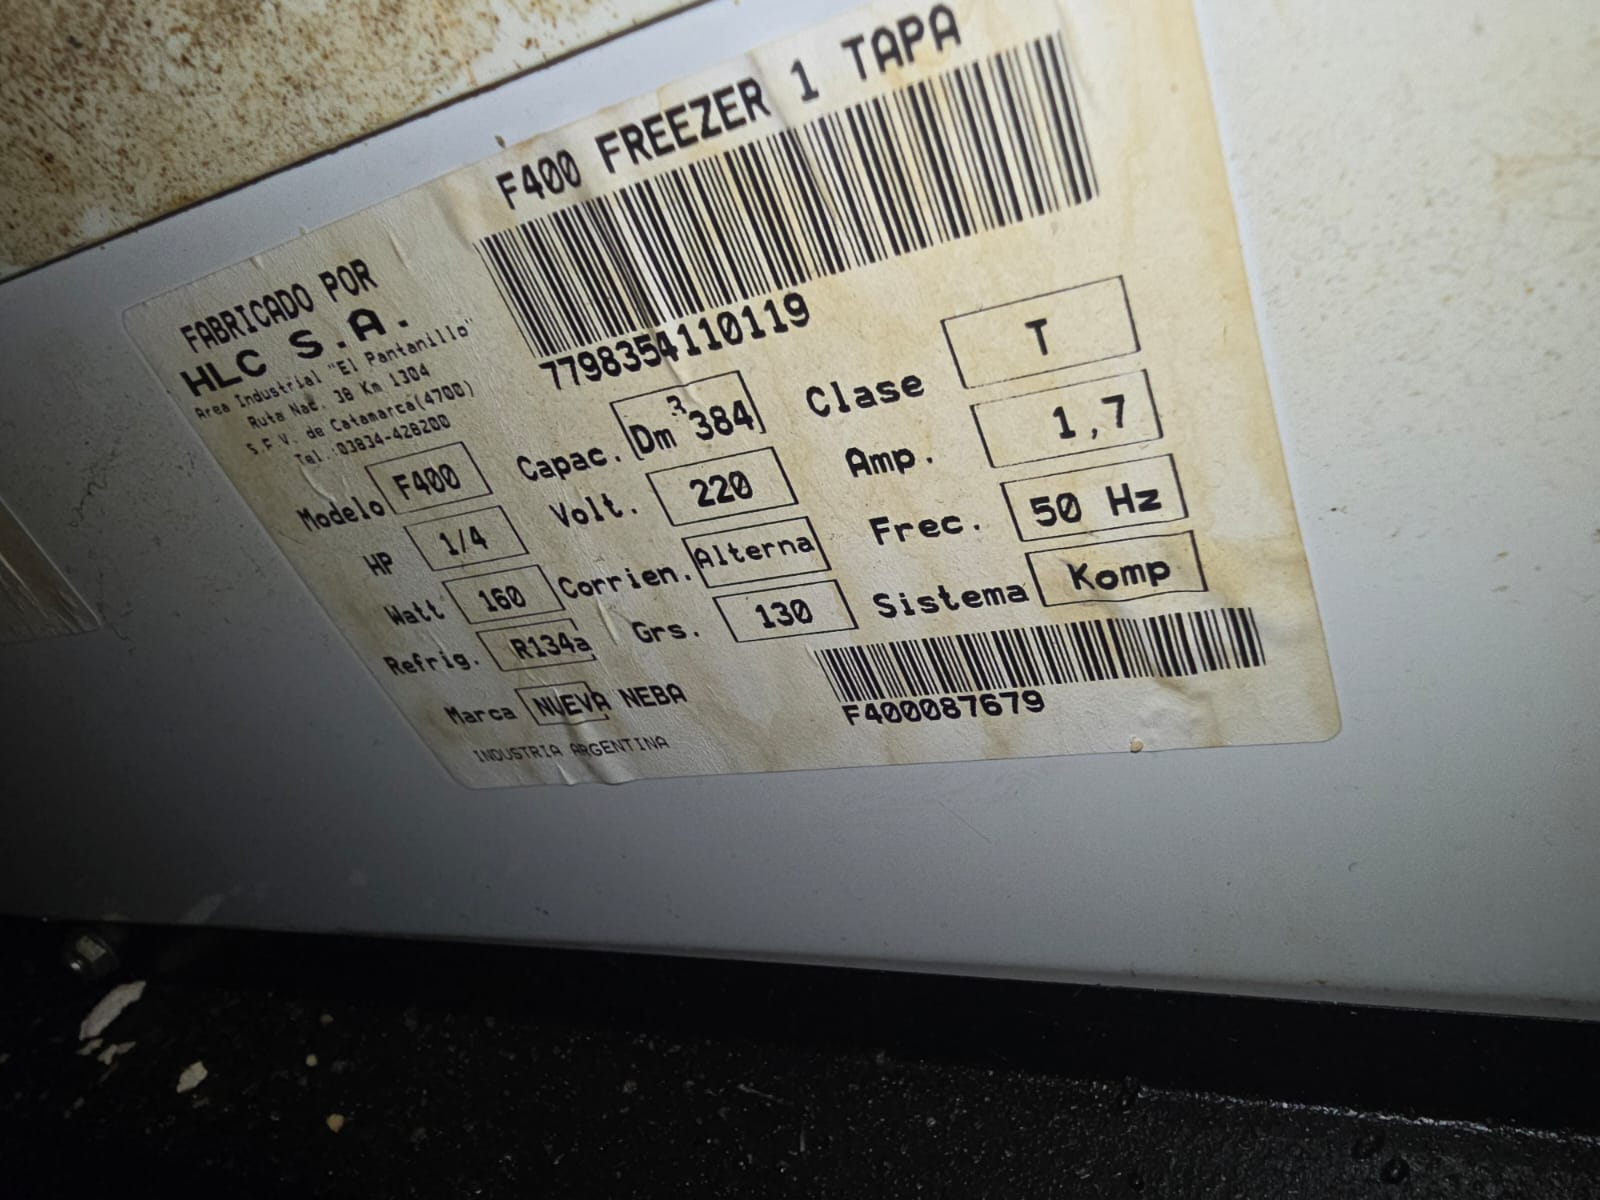 F400 FREEZER 1 TAPA
7798354110119
FABRICADO POR
HLC S.A.
Area Industrial "El Pantanillo"
Ruta Nac. 38 Km 1304
S.F.V. de Catamarca(4700)
Tel.:03834-428200
Modelo F400 Capac. Dm³ 384 Clase T
HP 1/4 Volt. 220 Amp. 1,7
Watt 160 Corrien. Alterna Frec. 50 Hz
Refrig. R134a Grs. 130 Sistema Komp
Marca NUEVA NEBA
F400087679
INDUSTRIA ARGENTINA